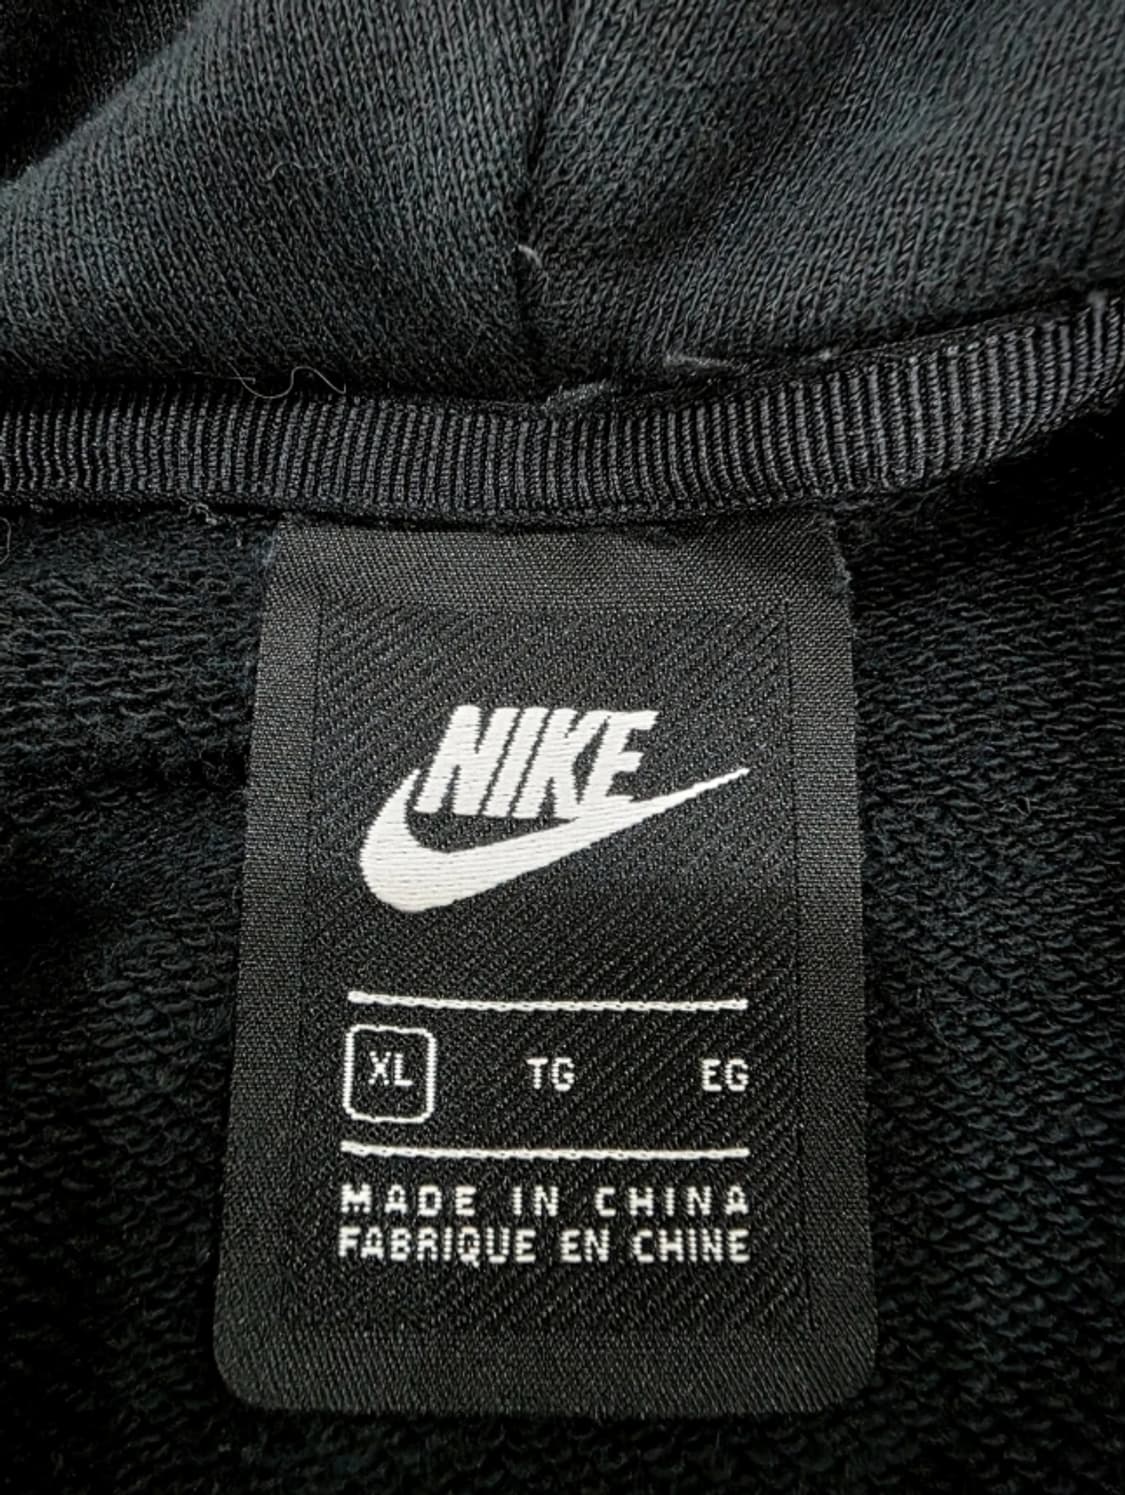 NIKE
XL TG EG
MADE IN CHINA
FABRIQUE EN CHINE